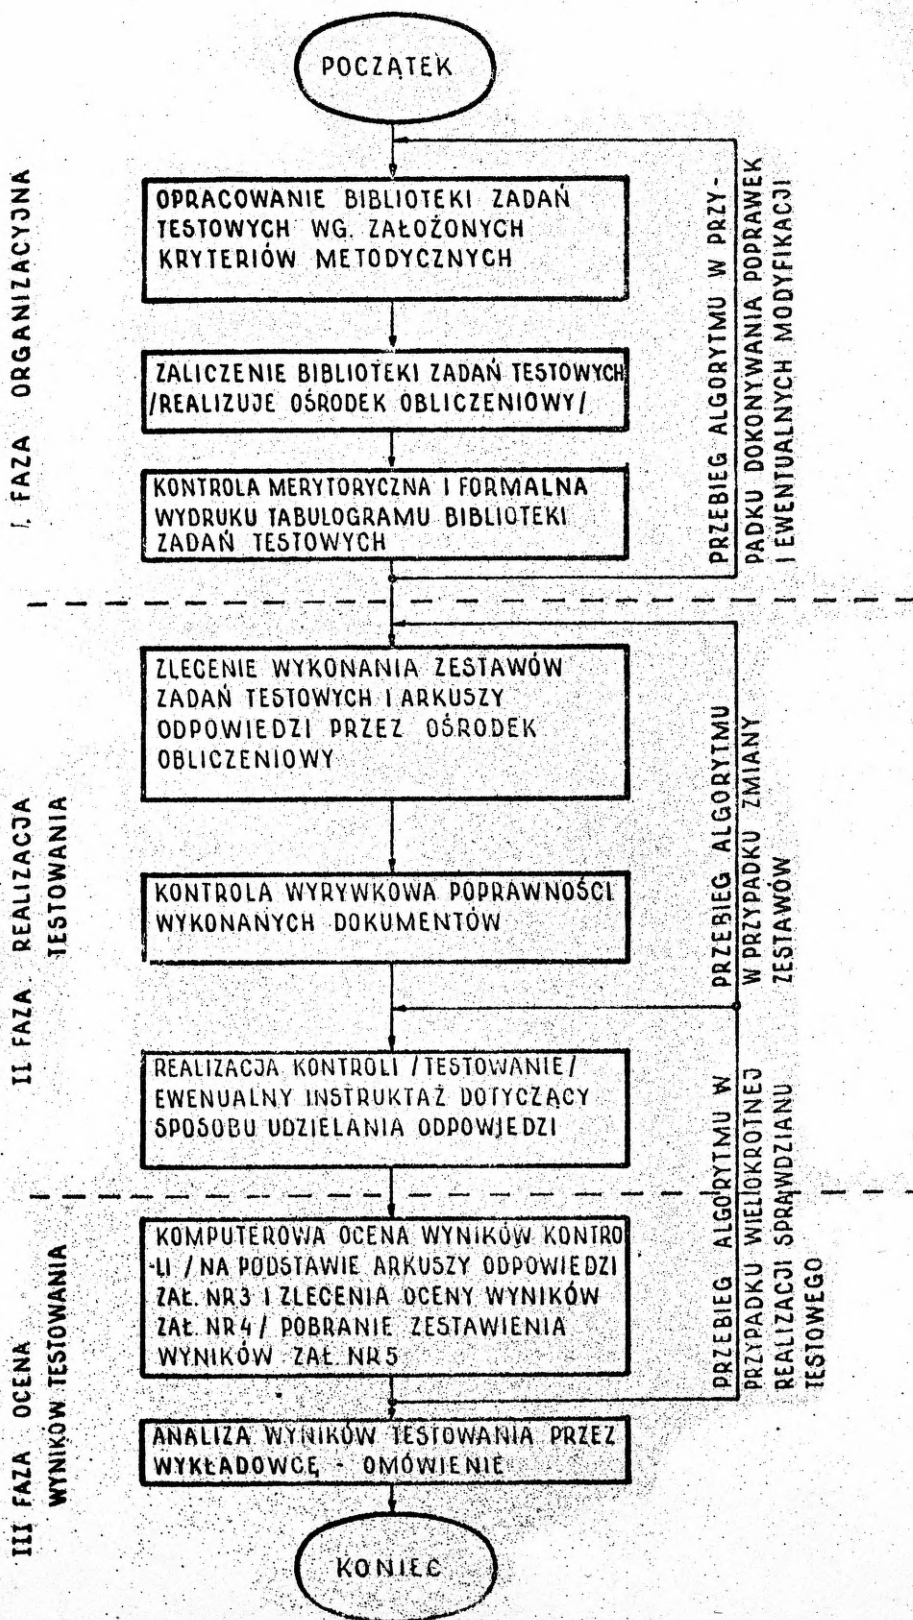 POCZĄTEK
I. FAZA ORGANIZACYJNA
OPRACOWANIE BIBLIOTEKI ZADAŃ
TESTOWYCH WG. ZAŁOŻONYCH
KRYTERIÓW METODYCZNYCH
ZALICZENIE BIBLIOTEKI ZADAŃ TESTOWYCH
/REALIZUJE OŚRODEK OBLICZENIOWY/
KONTROLA MERYTORYCZNA I FORMALNA
WYDRUKU TABULOGRAMU BIBLIOTEKI
ZADAŃ TESTOWYCH
PRZEBIEG ALGORYTMU W PRZY-
PADKU DOKONYWANIA POPRAWEK
I EWENTUALNYCH MODYFIKACJI
II FAZA REALIZACJA
TESTOWANIA
ZLECENIE WYKONANIA ZESTAWÓW
ZADAŃ TESTOWYCH I ARKUSZY
ODPOWIEDZI PRZEZ OŚRODEK
OBLICZENIOWY
KONTROLA WYRYWKOWA POPRAWNOŚCI
WYKONANYCH DOKUMENTÓW
REALIZACJA KONTROLI /TESTOWANIE/
EWENUALNY INSTRUKTAŻ DOTYCZĄCY
SPOSOBU UDZIELANIA ODPOWIEDZI
PRZEBIEG ALGORYTMU
W PRZYPADKU ZMIANY
ZESTAWÓW
III FAZA OCENA
WYNIKÓW TESTOWANIA
KOMPUTEROWA OCENA WYNIKÓW KONTRO
-LI /NA PODSTAWIE ARKUSZY ODPOWIEDZI
ZAŁ. NR3 I ZLECENIA OCENY WYNIKÓW
ZAŁ. NR4/ POBRANIE ZESTAWIENIA
WYNIKÓW ZAŁ. NR5
ANALIZA WYNIKÓW TESTOWANIA PRZEZ
WYKŁADOWCĘ - OMÓWIENIE
PRZEBIEG ALGORYTMU W
PRZYPADKU WIELOKROTNEJ
REALIZACJI SPRAWDZIANU
TESTOWEGO
KONIEC